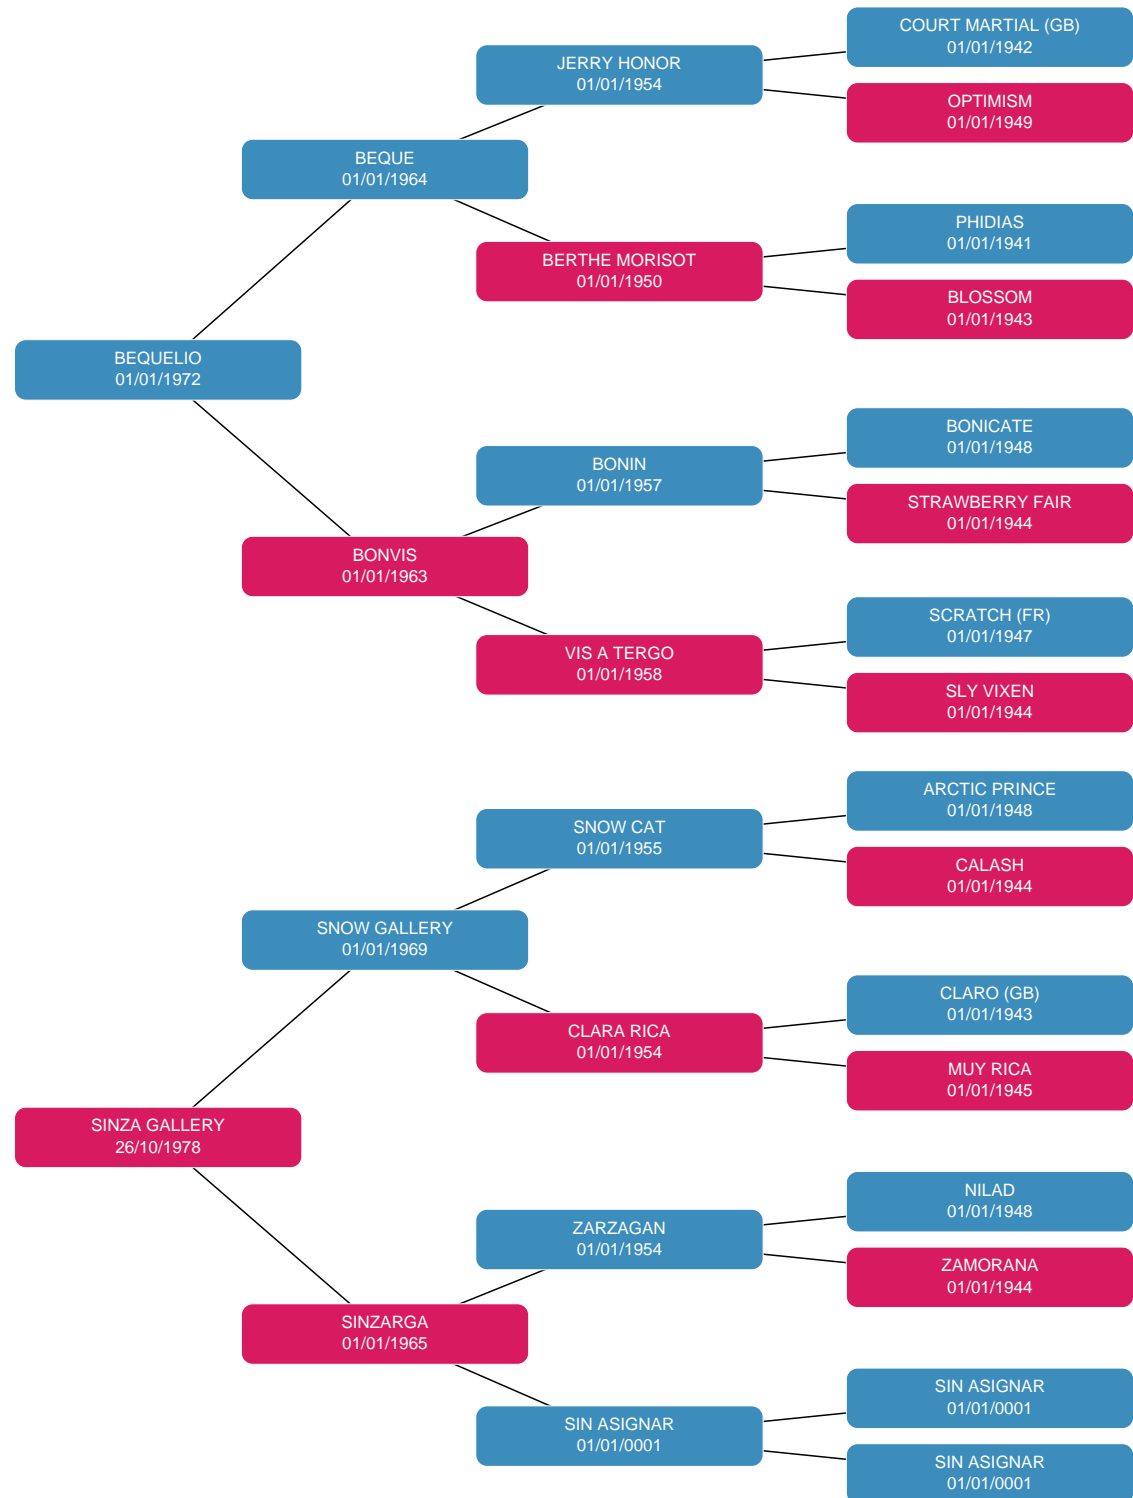 COURT MARTIAL (GB)
01/01/1942
JERRY HONOR
01/01/1954
OPTIMISM
01/01/1949
BEQUE
01/01/1964
PHIDIAS
01/01/1941
BERTHE MORISOT
01/01/1950
BLOSSOM
01/01/1943
BEQUELIO
01/01/1972
BONICATE
01/01/1948
BONIN
01/01/1957
STRAWBERRY FAIR
01/01/1944
BONVIS
01/01/1963
SCRATCH (FR)
01/01/1947
VIS A TERGO
01/01/1958
SLY VIXEN
01/01/1944
ARCTIC PRINCE
01/01/1948
SNOW CAT
01/01/1955
CALASH
01/01/1944
SNOW GALLERY
01/01/1969
CLARO (GB)
01/01/1943
CLARA RICA
01/01/1954
MUY RICA
01/01/1945
SINZA GALLERY
26/10/1978
NILAD
01/01/1948
ZARZAGAN
01/01/1954
ZAMORANA
01/01/1944
SINZARGA
01/01/1965
SIN ASIGNAR
01/01/0001
SIN ASIGNAR
01/01/0001
SIN ASIGNAR
01/01/0001